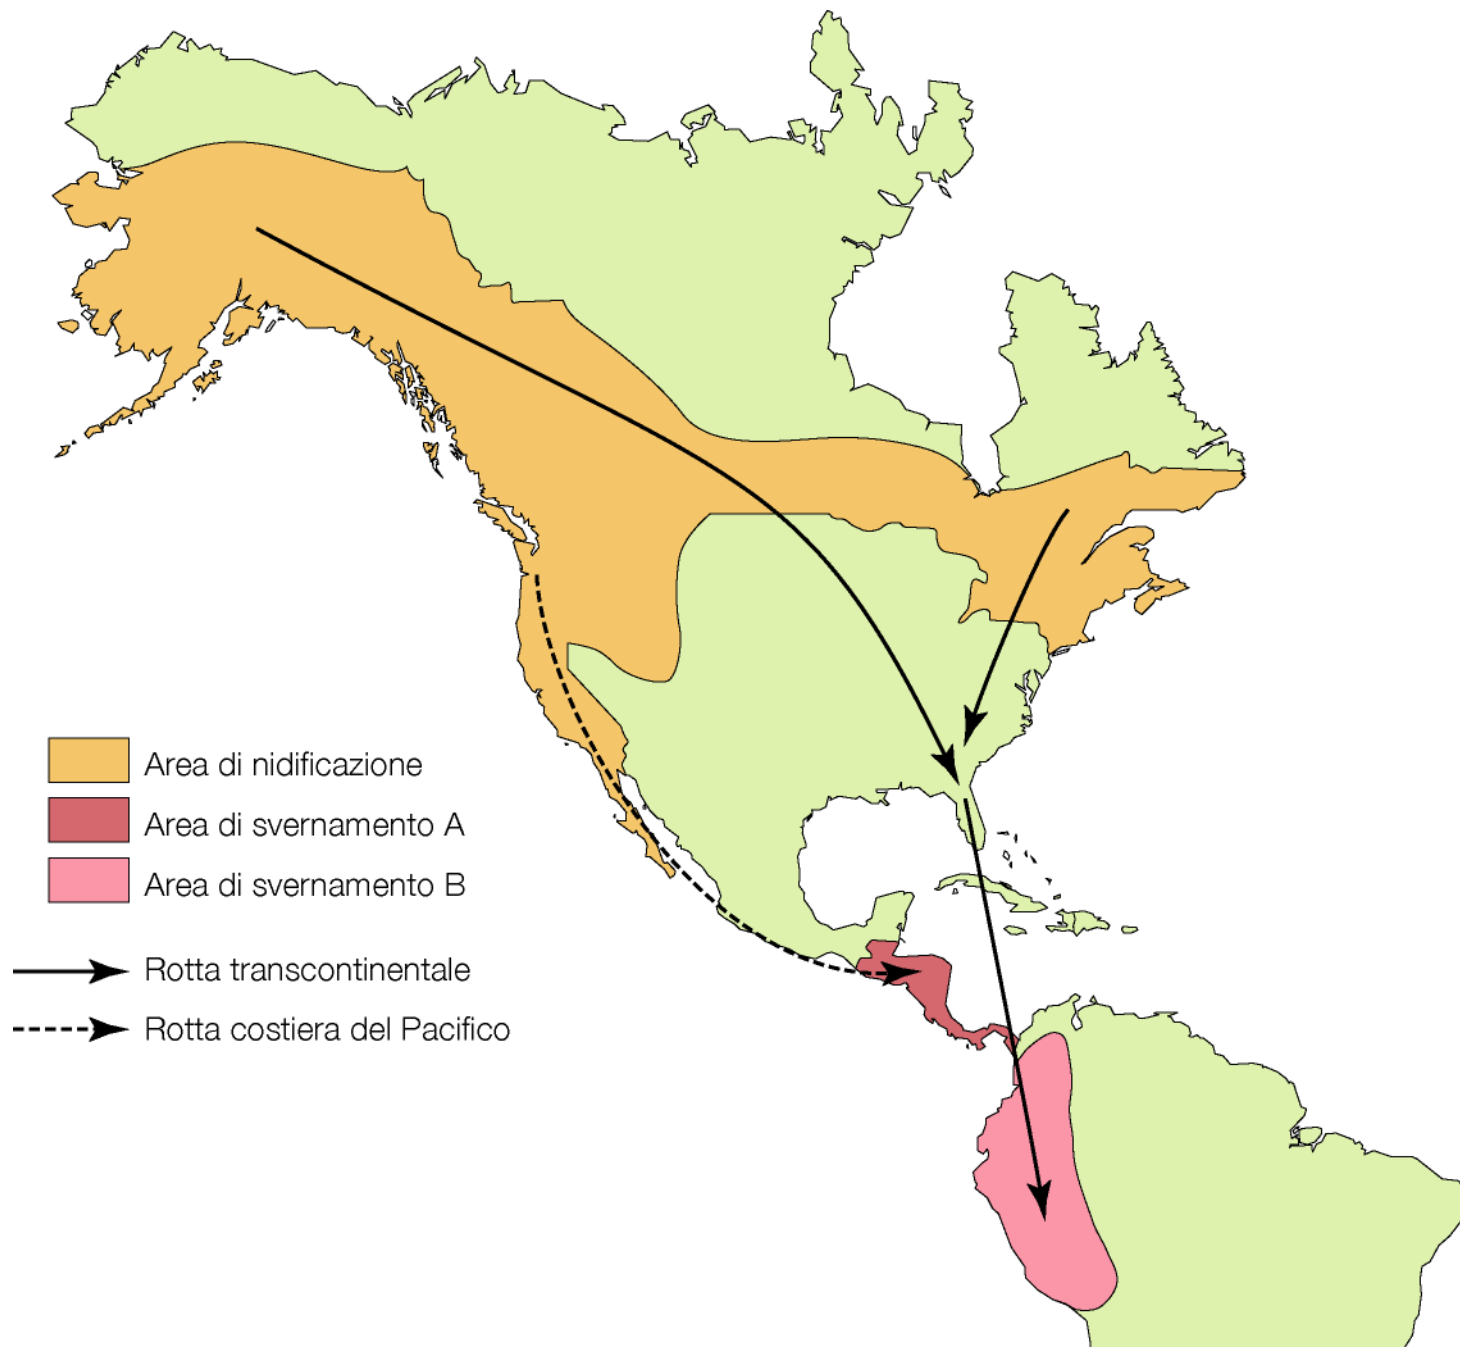 Area di nidificazione
Area di svernamento A
Area di svernamento B
Rotta transcontinentale
Rotta costiera del Pacifico